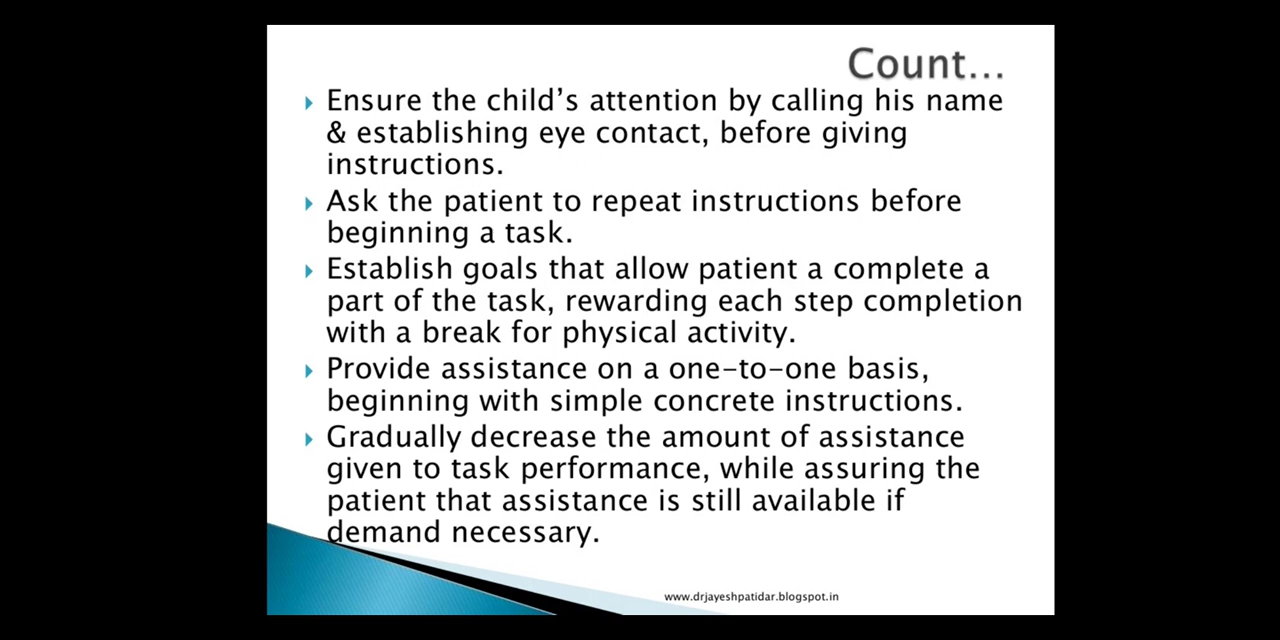 Count...
Ensure the child's attention by calling his name
& establishing eye contact, before giving
instructions.
Ask the patient to repeat instructions before
beginning a task.
Establish goals that allow patient a complete a
part of the task, rewarding each step completion
with a break for physical activity.
Provide assistance on a one-to-one basis,
beginning with simple concrete instructions.
Gradually decrease the amount of assistance
given to task performance, while assuring the
patient that assistance is still available if
demand necessary.
www.drjayeshpatidar.blogspot.in